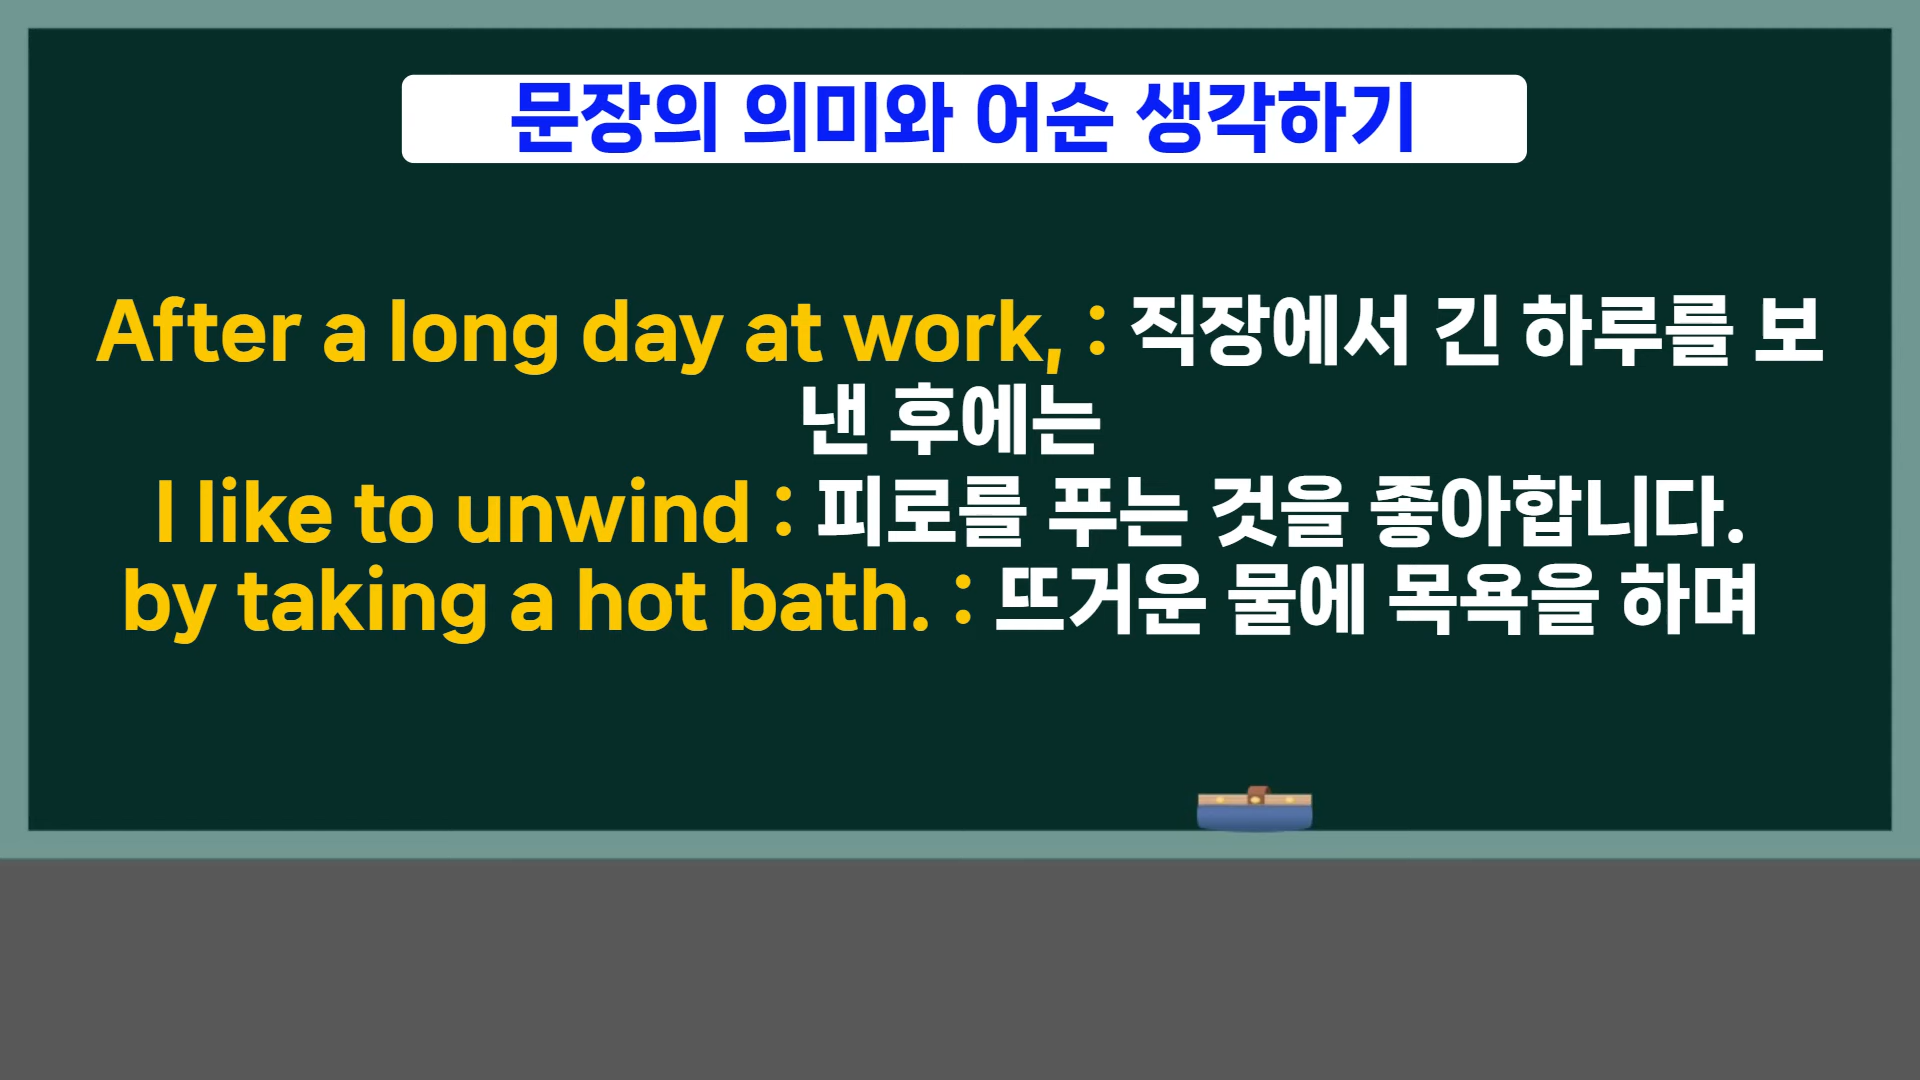 문장의 의미와 어순 생각하기
After a long day at work, : 직장에서 긴 하루를 보
낸 후에는
I like to unwind : 피로를 푸는 것을 좋아합니다.
by taking a hot bath. : 뜨거운 물에 목욕을 하며